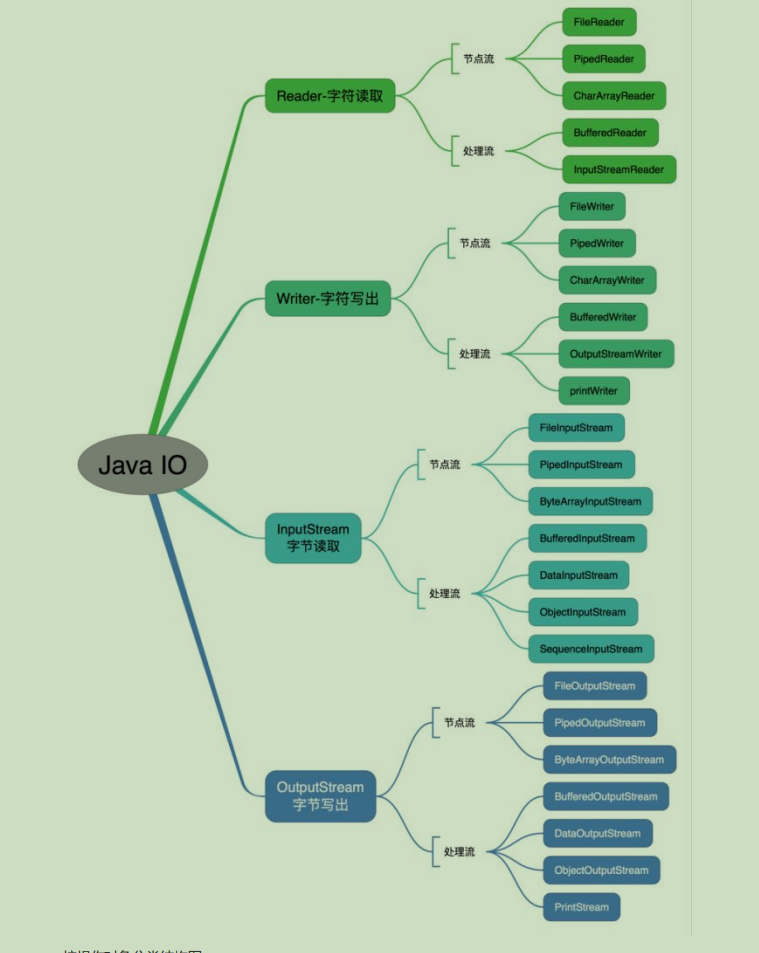 Java IO
Reader-字符读取
节点流
FileReader
PipedReader
CharArrayReader
处理流
BufferedReader
InputStreamReader
Writer-字符写出
节点流
FileWriter
PipedWriter
CharArrayWriter
处理流
BufferedWriter
OutputStreamWriter
printWriter
InputStream
字节读取
节点流
FileInputStream
PipedInputStream
ByteArrayInputStream
处理流
BufferedInputStream
DataInputStream
ObjectInputStream
SequenceInputStream
OutputStream
字节写出
节点流
FileOutputStream
PipedOutputStream
ByteArrayOutputStream
处理流
BufferedOutputStream
DataOutputStream
ObjectOutputStream
PrintStream